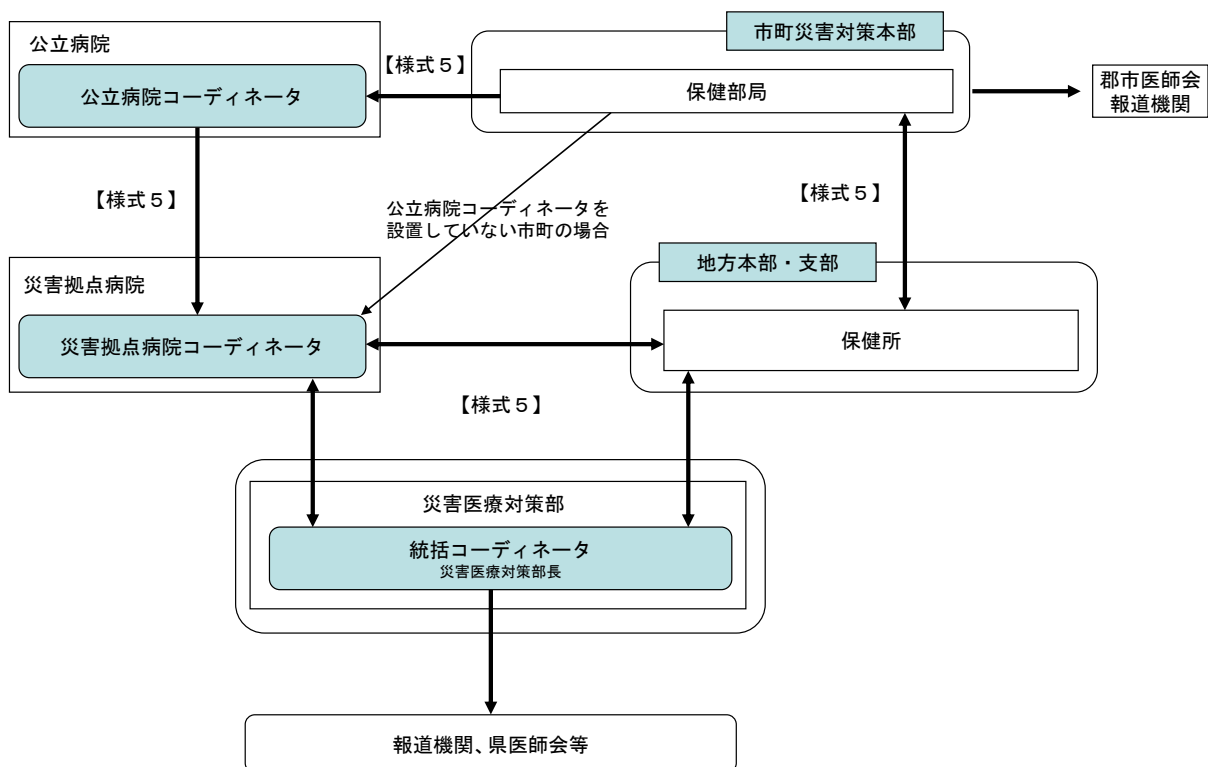 公立病院
市町災害対策本部
【様式5】
公立病院コーディネータ
保健部局
郡市医師会
報道機関
【様式5】
【様式5】
公立病院コーディネータを
設置していない市町の場合
災害拠点病院
地方本部・支部
災害拠点病院コーディネータ
保健所
【様式5】
災害医療対策部
統括コーディネータ
災害医療対策部長
報道機関、県医師会等